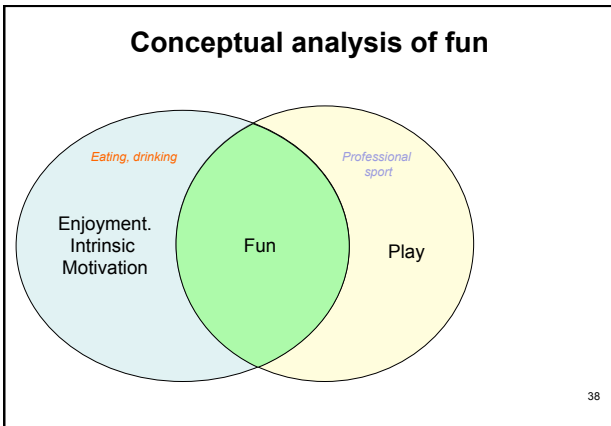 Conceptual analysis of fun
Eating, drinking
Professional
sport
Enjoyment.
Intrinsic
Motivation
Fun
Play
38